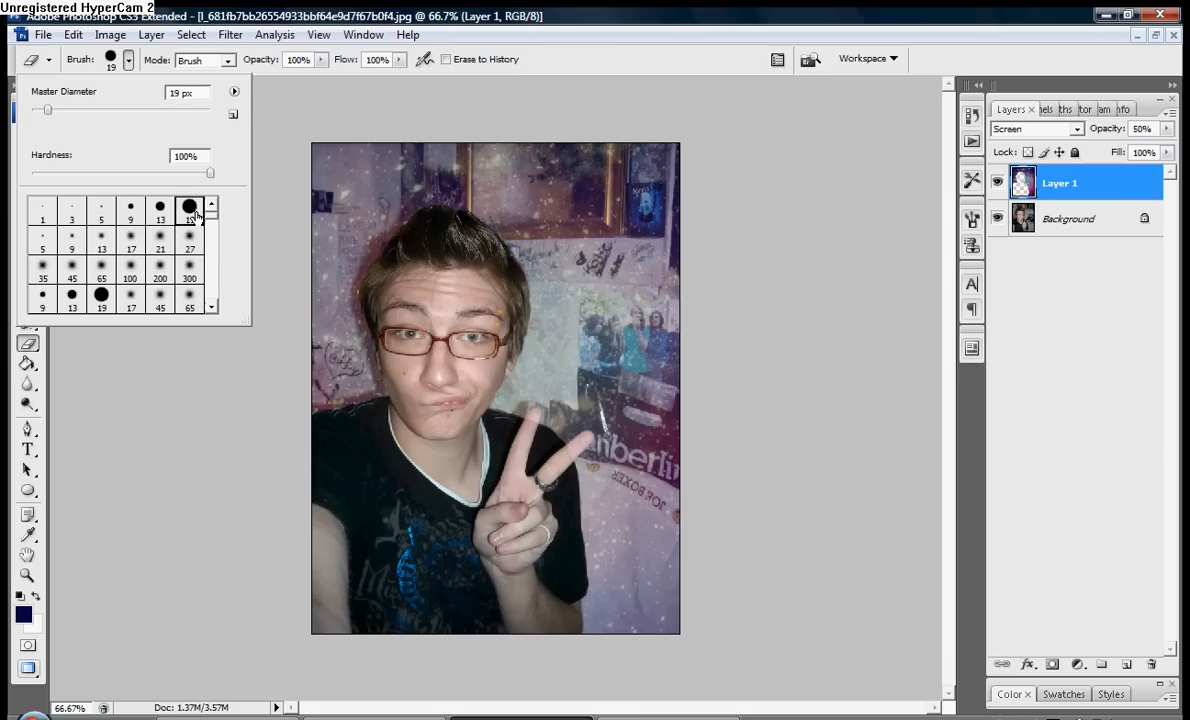 Unregistered HyperCam 2
Adobe Photoshop CS3 Extended - [l_681fb7bb26554933bbf64e9d7f67b0f4.jpg @ 66.7% (Layer 1, RGB/8)]
File Edit Image Layer Select Filter Analysis View Window Help
Brush: 19 Mode: Brush Opacity: 100% Flow: 100% Erase to History Workspace
Master Diameter 19 px
Hardness: 100%
1 3 5 9 13 19
5 9 13 17 21 27
35 45 65 100 200 300
9 13 19 17 45 65
Layers × nels ths tor am nfo
Screen Opacity: 50%
Lock: Fill: 100%
Layer 1
Background
A
T
JOE BOXER
Color × Swatches Styles
66.67% Doc: 1.37M/3.57M